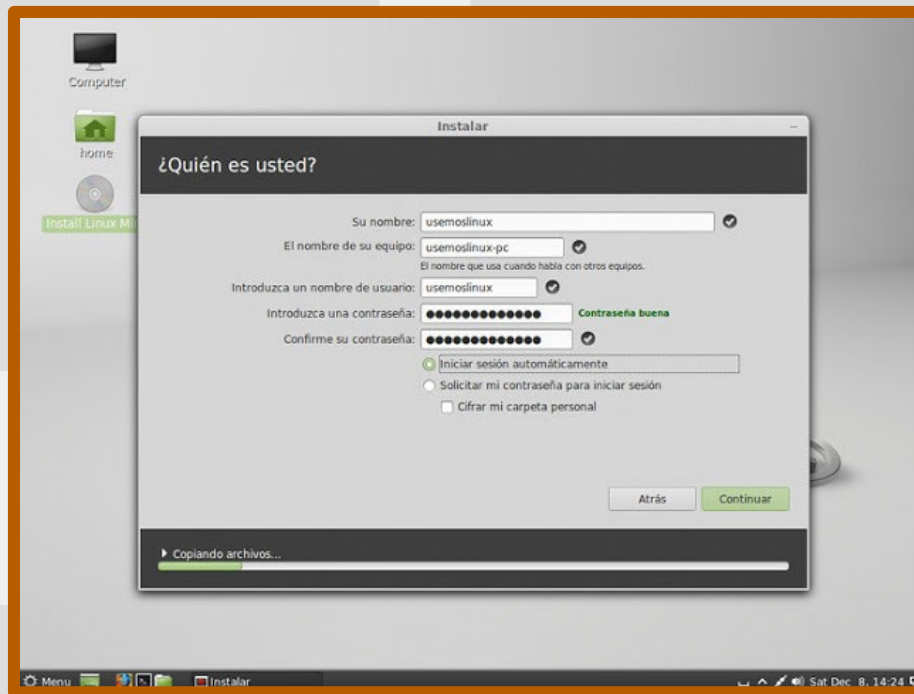 Computer
home
Install Linux Mi
Instalar
¿Quién es usted?
Su nombre: usemoslinux
El nombre de su equipo: usemoslinux-pc
El nombre que usa cuando habla con otros equipos.
Introduzca un nombre de usuario: usemoslinux
Introduzca una contraseña: ●●●●●●●●●●●●● Contraseña buena
Confirme su contraseña: ●●●●●●●●●●●●●
Iniciar sesión automáticamente
Solicitar mi contraseña para iniciar sesión
Cifrar mi carpeta personal
Atrás Continuar
Copiando archivos...
Menu Instalar Sat Dec 8, 14:24